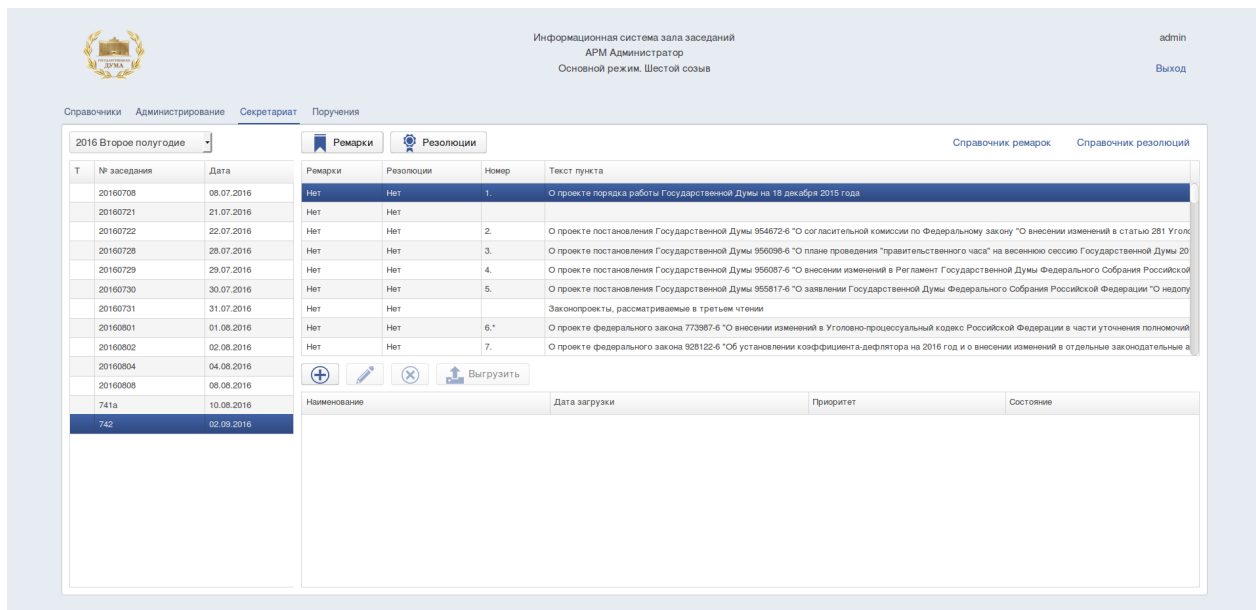 Информационная система зала заседаний
АРМ Администратор
Основной режим. Шестой созыв
admin
Выход
ГОСУДАРСТВЕННАЯ
ДУМА
Справочники Администрирование Секретариат Поручения
2016 Второе полугодие
Ремарки Резолюции Справочник ремарок Справочник резолюций
Т № заседания Дата
20160708 08.07.2016
20160721 21.07.2016
20160722 22.07.2016
20160728 28.07.2016
20160729 29.07.2016
20160730 30.07.2016
20160731 31.07.2016
20160801 01.08.2016
20160802 02.08.2016
20160804 04.08.2016
20160808 08.08.2016
741а 10.08.2016
742 02.09.2016
Ремарки Резолюции Номер Текст пункта
Нет Нет 1. О проекте порядка работы Государственной Думы на 18 декабря 2015 года
Нет Нет
Нет Нет 2. О проекте постановления Государственной Думы 954672-6 "О согласительной комиссии по Федеральному закону "О внесении изменений в статью 281 Уголо
Нет Нет 3. О проекте постановления Государственной Думы 956098-6 "О плане проведения "правительственного часа" на весеннюю сессию Государственной Думы 20
Нет Нет 4. О проекте постановления Государственной Думы 956087-6 "О внесении изменений в Регламент Государственной Думы Федерального Собрания Российской
Нет Нет 5. О проекте постановления Государственной Думы 955817-6 "О заявлении Государственной Думы Федерального Собрания Российской Федерации "О недопу
Нет Нет Законопроекты, рассматриваемые в третьем чтении
Нет Нет 6.* О проекте федерального закона 773987-6 "О внесении изменений в Уголовно-процессуальный кодекс Российской Федерации в части уточнения полномочий
Нет Нет 7. О проекте федерального закона 928122-6 "Об установлении коэффициента-дефлятора на 2016 год и о внесении изменений в отдельные законодательные а
Выгрузить
Наименование Дата загрузки Приоритет Состояние